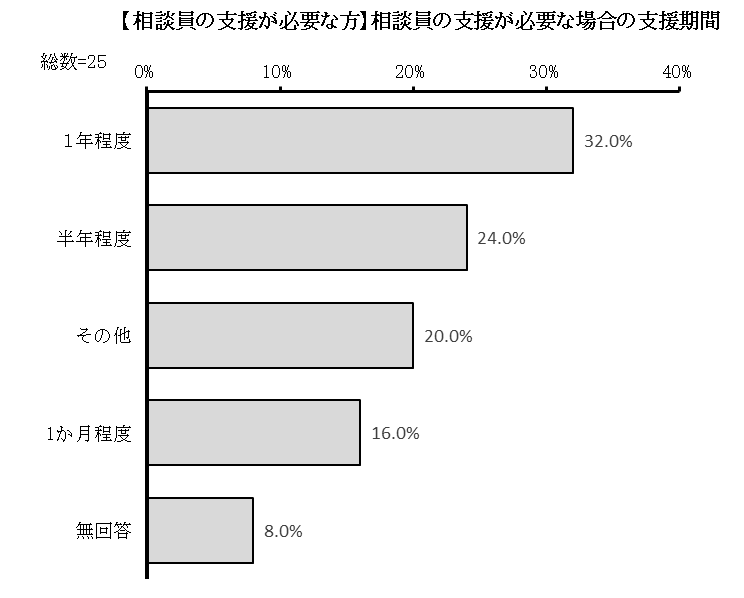 【相談員の支援が必要な方】相談員の支援が必要な場合の支援期間
総数=25
0% 10% 20% 30% 40%
1年程度 32.0%
半年程度 24.0%
その他 20.0%
1か月程度 16.0%
無回答 8.0%